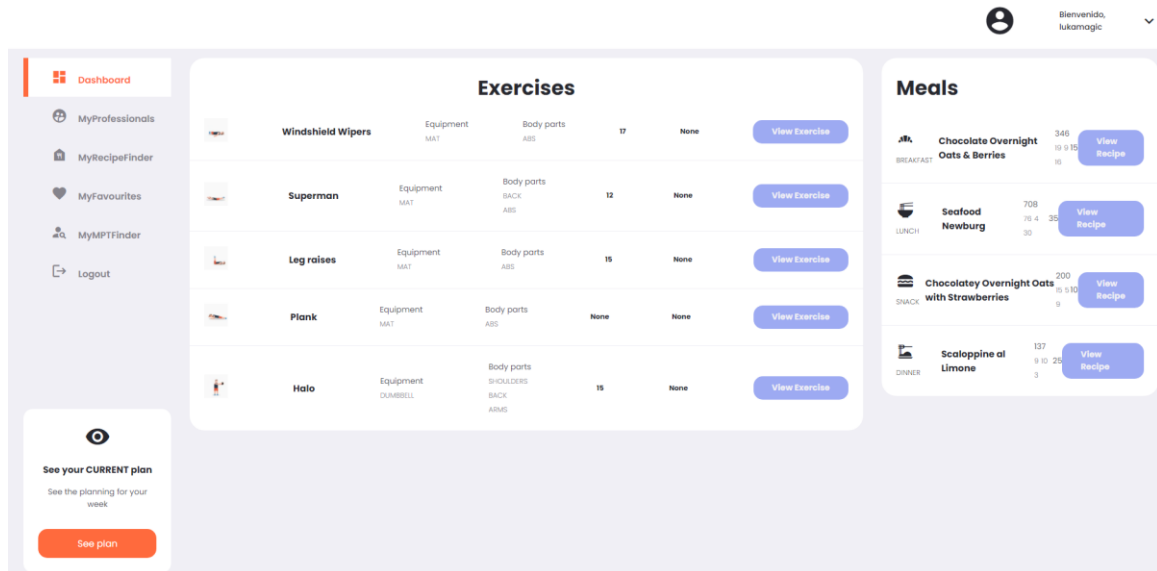 Bienvenido,
lukamagic
Dashboard
MyProfessionals
MyRecipeFinder
MyFavourites
MyMPTFinder
Logout
See your CURRENT plan
See the planning for your
week
See plan
Exercises
Windshield Wipers
Equipment
MAT
Body parts
ABS
17
None
View Exercise
Superman
Equipment
MAT
Body parts
BACK
ABS
12
None
View Exercise
Leg raises
Equipment
MAT
Body parts
ABS
15
None
View Exercise
Plank
Equipment
MAT
Body parts
ABS
None
None
View Exercise
Halo
Equipment
DUMBBELL
Body parts
SHOULDERS
BACK
ARMS
15
None
View Exercise
Meals
BREAKFAST
Chocolate Overnight
Oats & Berries
346
19 9 15
16
View
Recipe
LUNCH
Seafood
Newburg
708
76 4 35
30
View
Recipe
SNACK
Chocolatey Overnight Oats
with Strawberries
200
15 5 10
9
View
Recipe
DINNER
Scaloppine al
Limone
137
9 10 25
3
View
Recipe